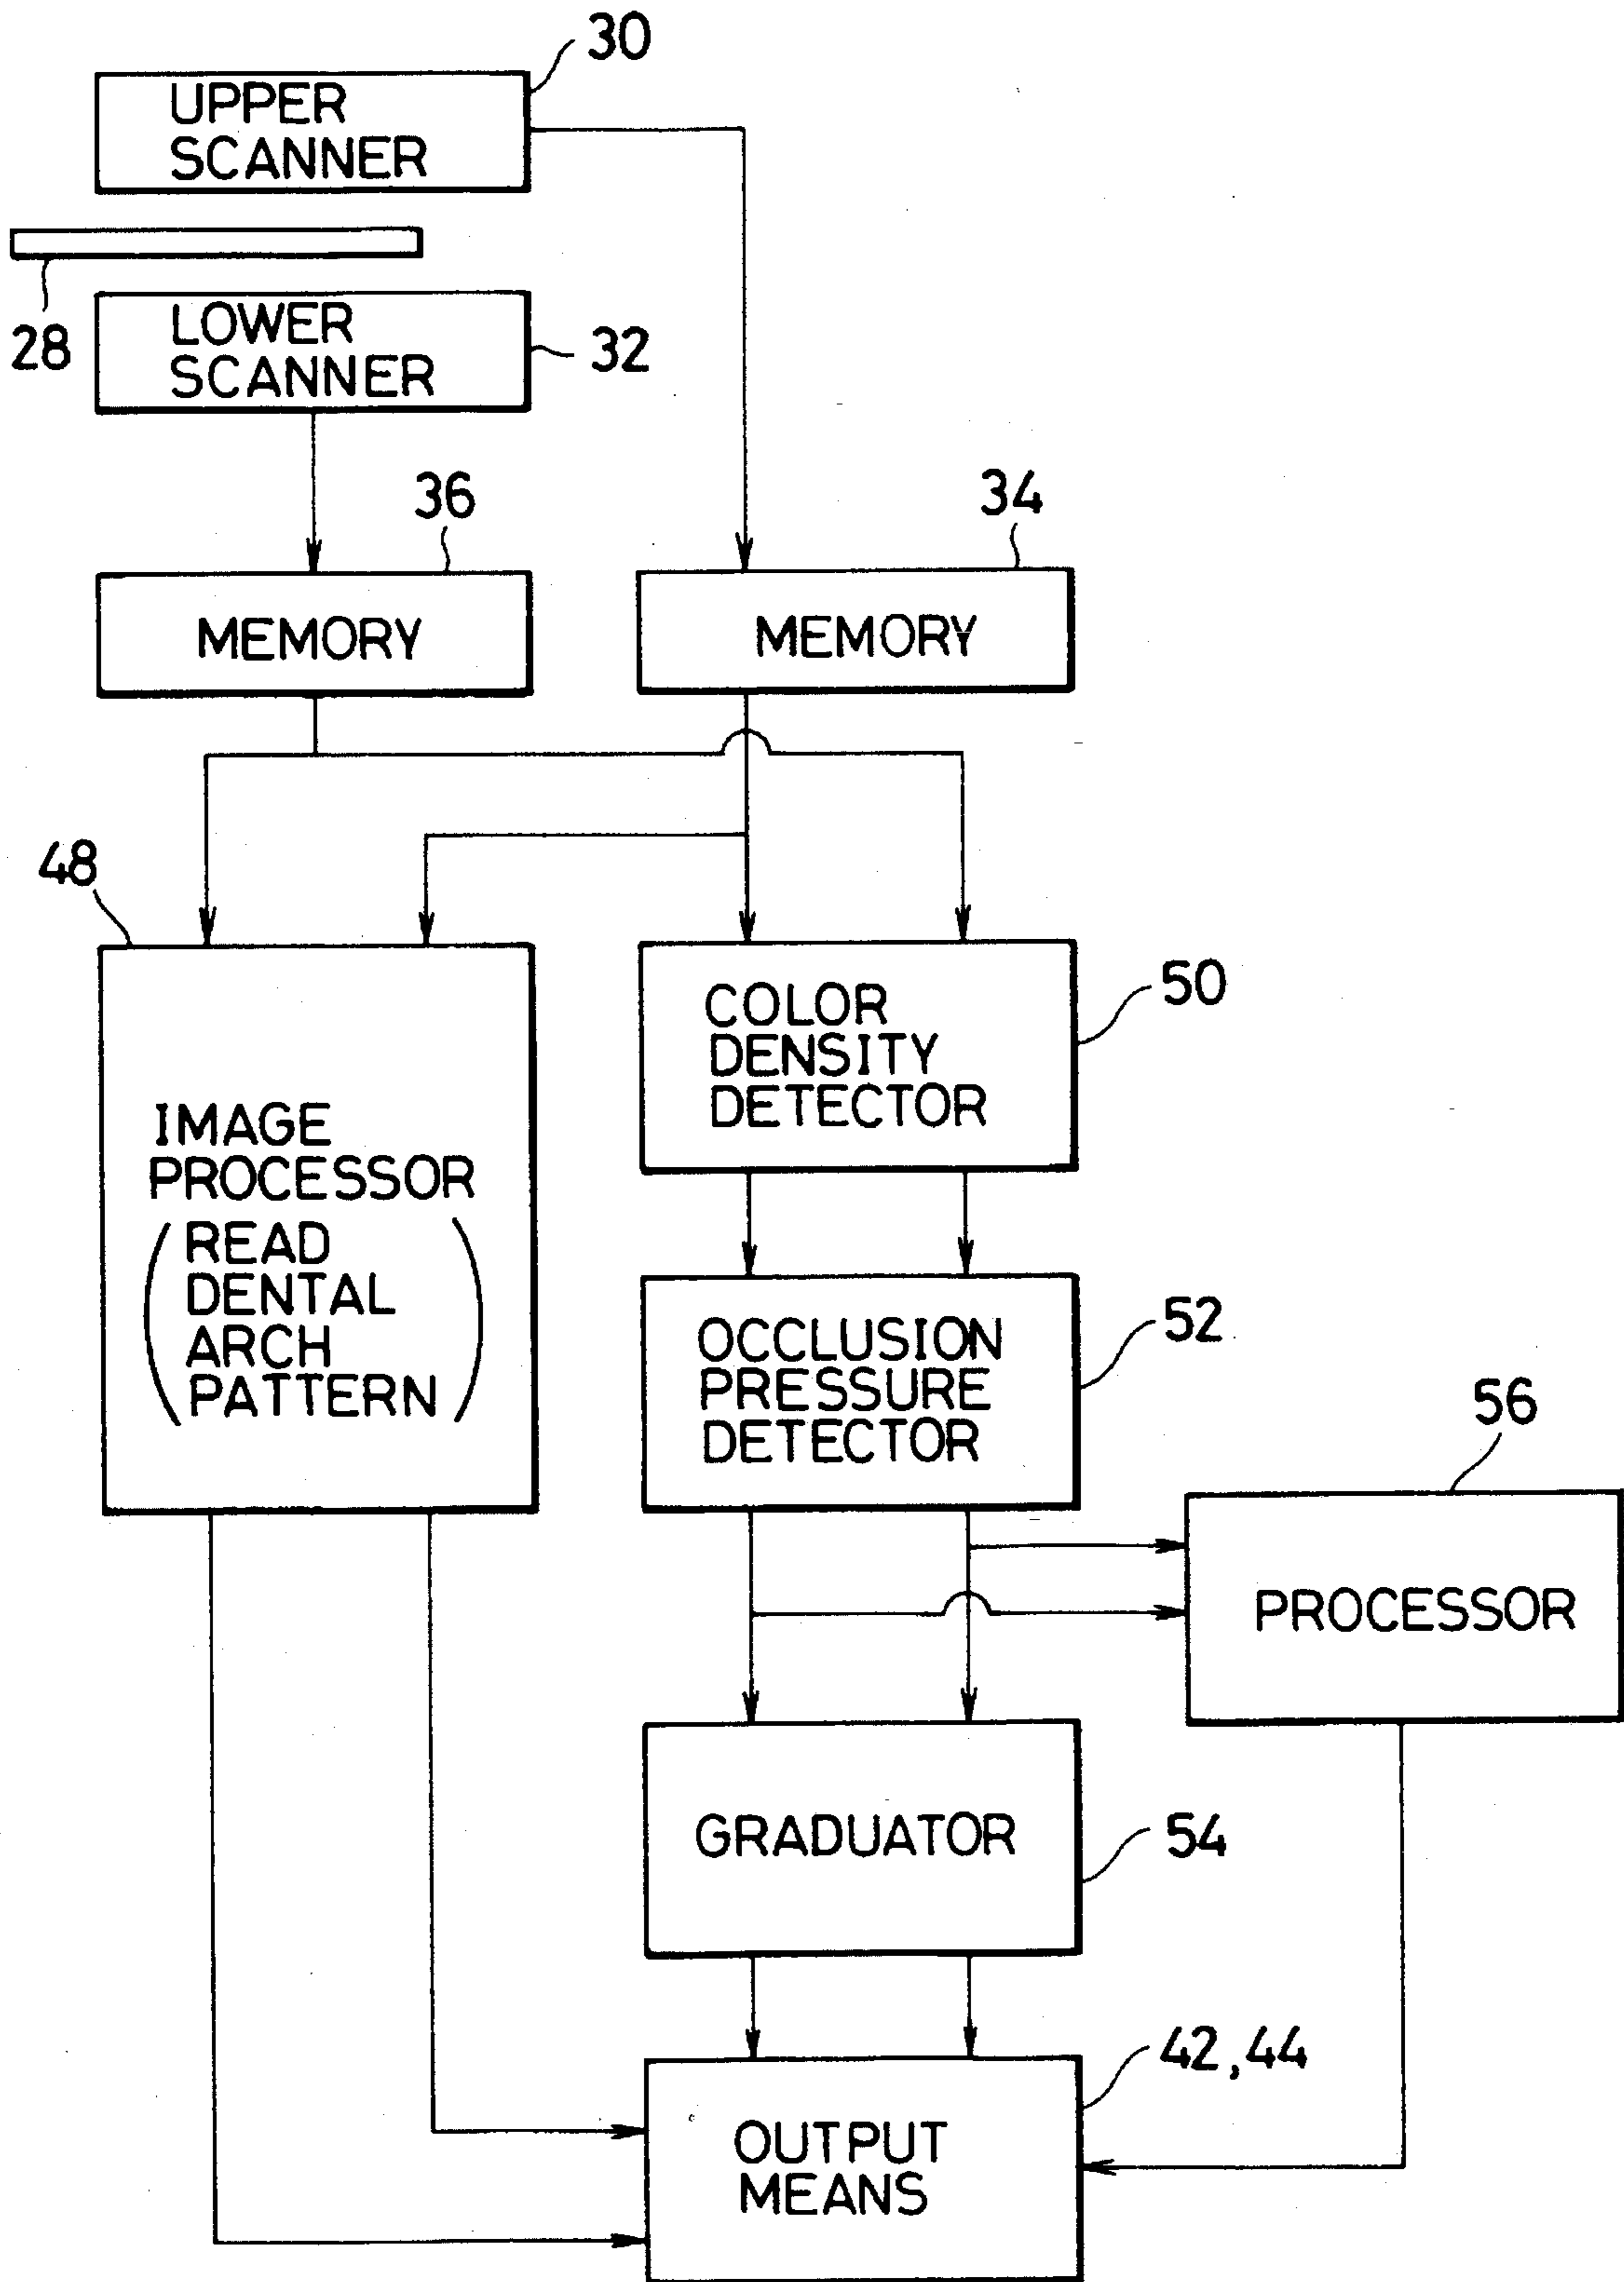 30
UPPER
SCANNER
28
LOWER
SCANNER
32
36
34
MEMORY
MEMORY
48
50
COLOR
DENSITY
DETECTOR
IMAGE
PROCESSOR
(READ
DENTAL
ARCH
PATTERN)
52
OCCLUSION
PRESSURE
DETECTOR
56
PROCESSOR
GRADUATOR
54
42,44
OUTPUT
MEANS